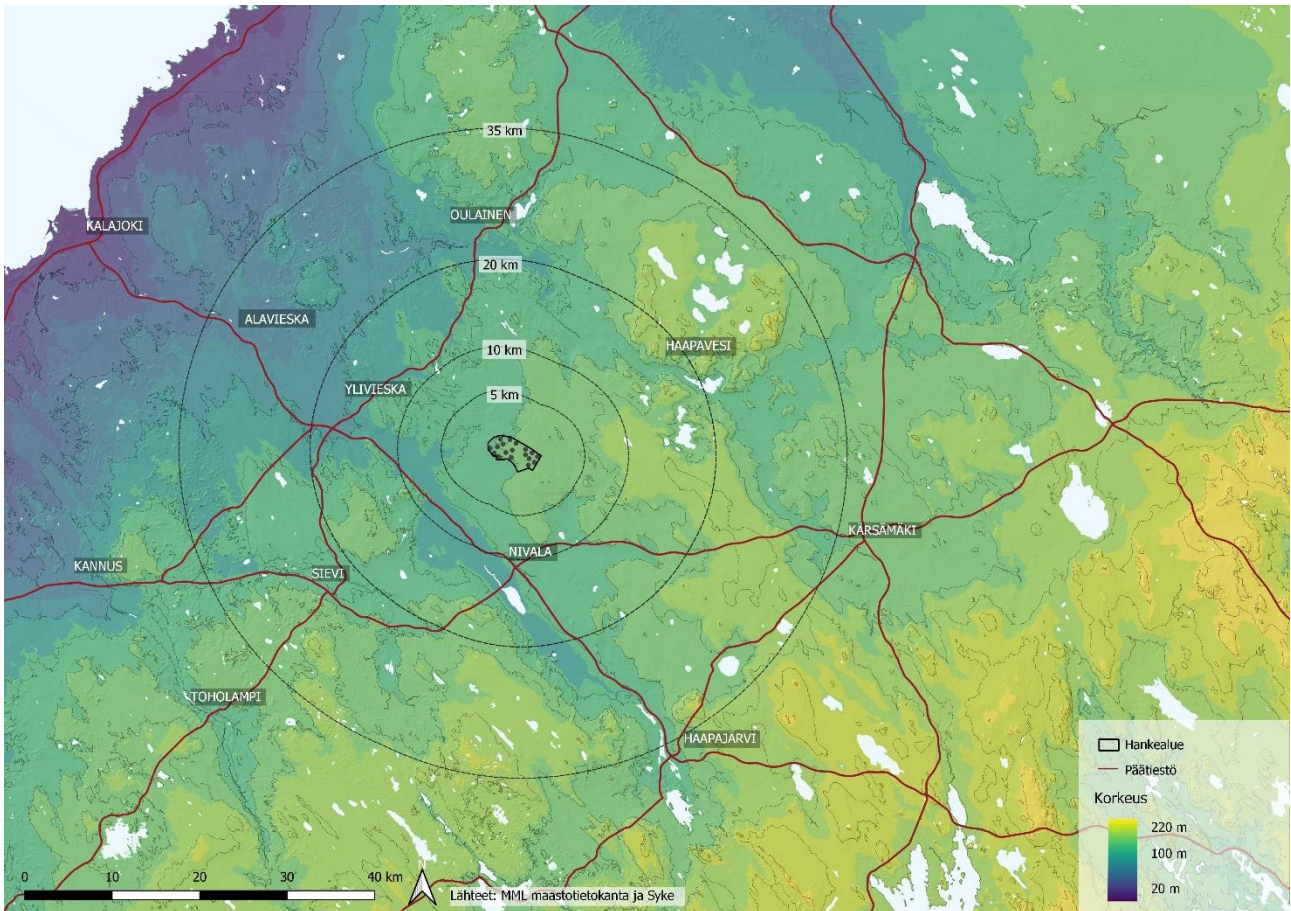 35 km
OULAINEN
KALAJOKI
20 km
ALAVIESKA
HAAPAVESI
10 km
YLIVIESKA
5 km
KÄRSÄMÄKI
NIVALA
KANNUS
SIEVI
TOHOLAMPI
HAAPAJÄRVI
Hankealue
Päätiestö
Korkeus
220 m
100 m
20 m
0 10 20 30 40 km
Lähteet: MML maastotietokanta ja Syke